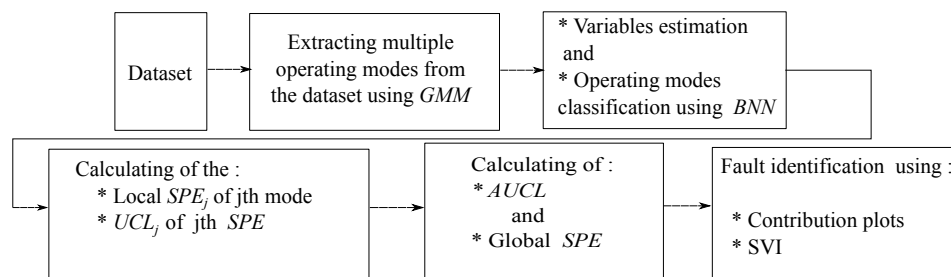 Dataset
Extracting multiple
operating modes from
the dataset using GMM
* Variables estimation
and
* Operating modes
classification using BNN
Calculating of the :
* Local SPEj of jth mode
* UCLj of jth SPE
Calculating of :
* AUCL
and
* Global SPE
Fault identification using :
* Contribution plots
* SVI